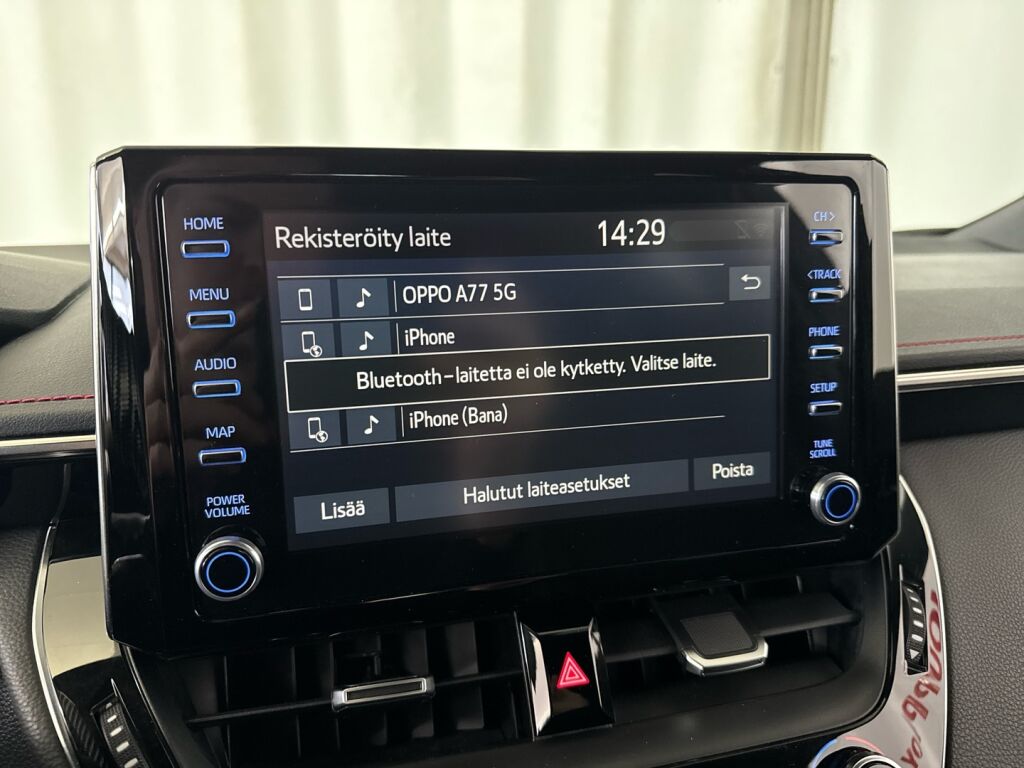 HOME
MENU
AUDIO
MAP
POWER
VOLUME
Rekisteröity laite
14:29
OPPO A77 5G
iPhone
Bluetooth-laitetta ei ole kytketty. Valitse laite.
iPhone (Bana)
Lisää
Halutut laiteasetukset
Poista
CH>
<TRACK
PHONE
SETUP
TUNE
SCROLL